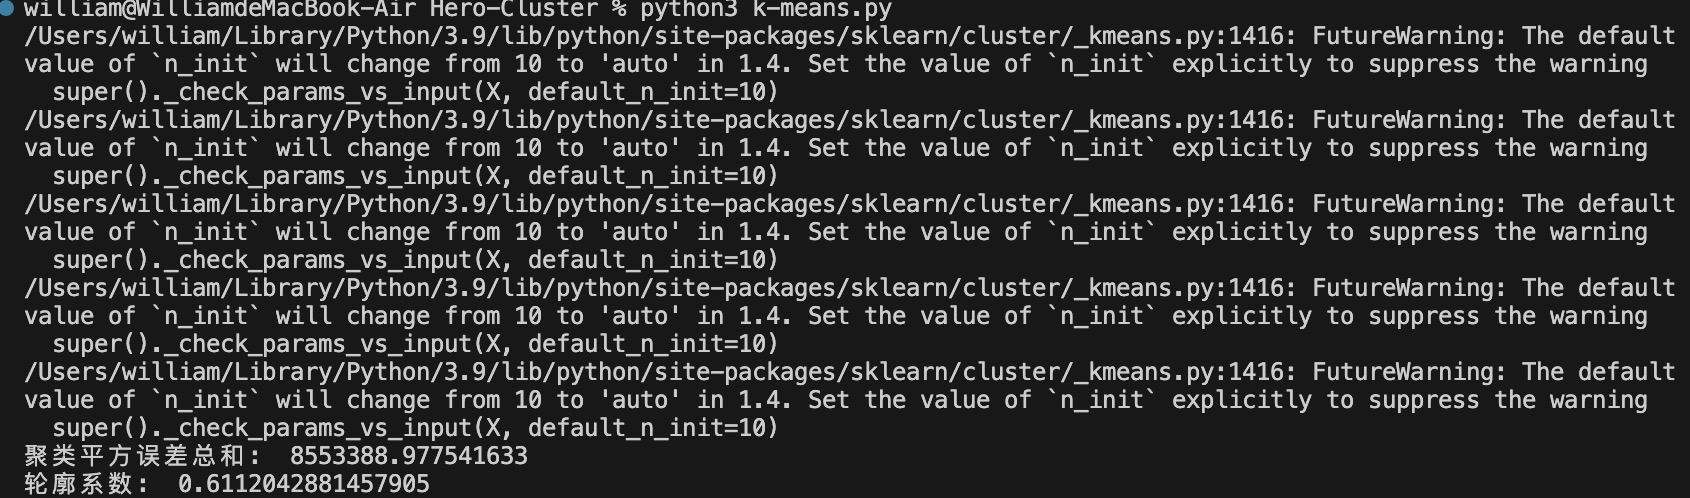 william@WilliamdeMacBook-Air Hero-Cluster % python3 k-means.py
/Users/william/Library/Python/3.9/lib/python/site-packages/sklearn/cluster/_kmeans.py:1416: FutureWarning: The default
value of `n_init` will change from 10 to 'auto' in 1.4. Set the value of `n_init` explicitly to suppress the warning
  super()._check_params_vs_input(X, default_n_init=10)
/Users/william/Library/Python/3.9/lib/python/site-packages/sklearn/cluster/_kmeans.py:1416: FutureWarning: The default
value of `n_init` will change from 10 to 'auto' in 1.4. Set the value of `n_init` explicitly to suppress the warning
  super()._check_params_vs_input(X, default_n_init=10)
/Users/william/Library/Python/3.9/lib/python/site-packages/sklearn/cluster/_kmeans.py:1416: FutureWarning: The default
value of `n_init` will change from 10 to 'auto' in 1.4. Set the value of `n_init` explicitly to suppress the warning
  super()._check_params_vs_input(X, default_n_init=10)
/Users/william/Library/Python/3.9/lib/python/site-packages/sklearn/cluster/_kmeans.py:1416: FutureWarning: The default
value of `n_init` will change from 10 to 'auto' in 1.4. Set the value of `n_init` explicitly to suppress the warning
  super()._check_params_vs_input(X, default_n_init=10)
/Users/william/Library/Python/3.9/lib/python/site-packages/sklearn/cluster/_kmeans.py:1416: FutureWarning: The default
value of `n_init` will change from 10 to 'auto' in 1.4. Set the value of `n_init` explicitly to suppress the warning
  super()._check_params_vs_input(X, default_n_init=10)
聚类平方误差总和： 8553388.977541633
轮廓系数： 0.6112042881457905